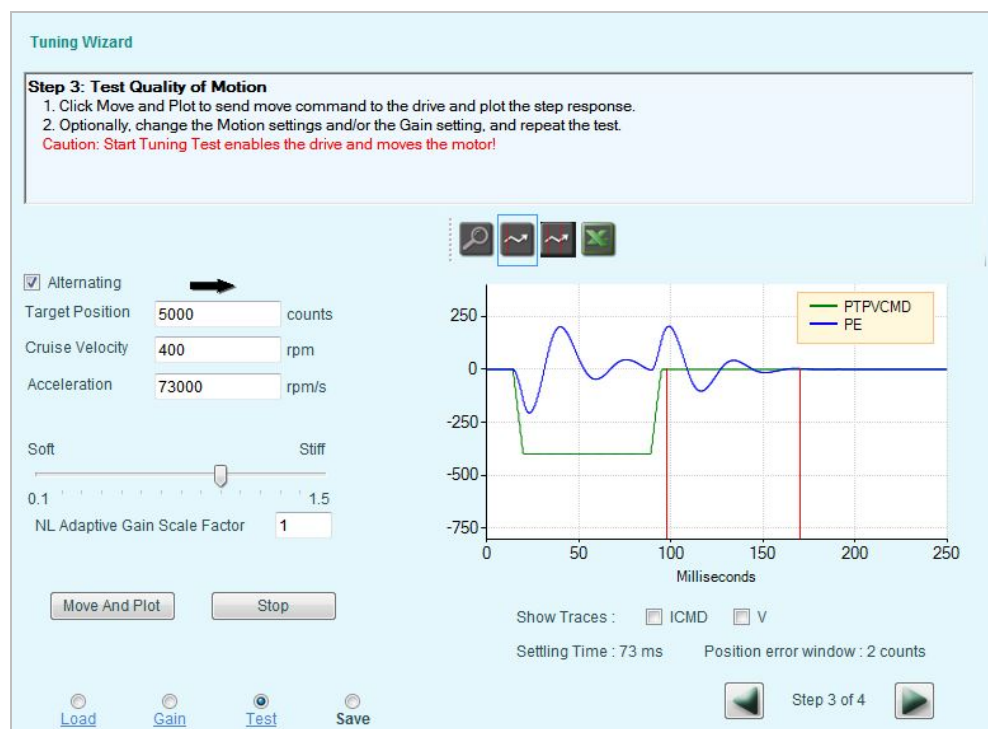 Tuning Wizard
Step 3: Test Quality of Motion
1. Click Move and Plot to send move command to the drive and plot the step response.
2. Optionally, change the Motion settings and/or the Gain setting, and repeat the test.
Caution: Start Tuning Test enables the drive and moves the motor!
Alternating
Target Position 5000 counts
Cruise Velocity 400 rpm
Acceleration 73000 rpm/s
Soft Stiff
0.1 1.5
NL Adaptive Gain Scale Factor 1
Move And Plot Stop
PTPVCMD
PE
250
0
-250
-500
-750
0 50 100 150 200 250
Milliseconds
Show Traces : ICMD V
Settling Time : 73 ms Position error window : 2 counts
Load Gain Test Save
Step 3 of 4